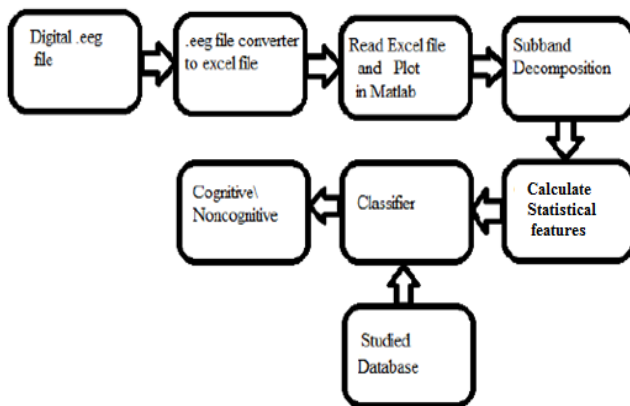 Digital .eeg
file
.eeg file converter
to excel file
Read Excel file
and Plot
in Matlab
Subband
Decomposition
Cognitive\
Noncognitive
Classifier
Calculate
Statistical
features
Studied
Database